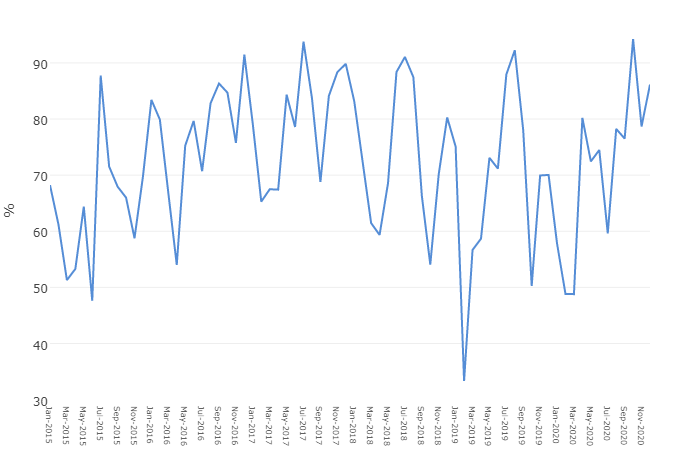 90
80
70
60
50
40
30
%
Jan-2015
Mar-2015
May-2015
Jul-2015
Sep-2015
Nov-2015
Jan-2016
Mar-2016
May-2016
Jul-2016
Sep-2016
Nov-2016
Jan-2017
Mar-2017
May-2017
Jul-2017
Sep-2017
Nov-2017
Jan-2018
Mar-2018
May-2018
Jul-2018
Sep-2018
Nov-2018
Jan-2019
Mar-2019
May-2019
Jul-2019
Sep-2019
Nov-2019
Jan-2020
Mar-2020
May-2020
Jul-2020
Sep-2020
Nov-2020